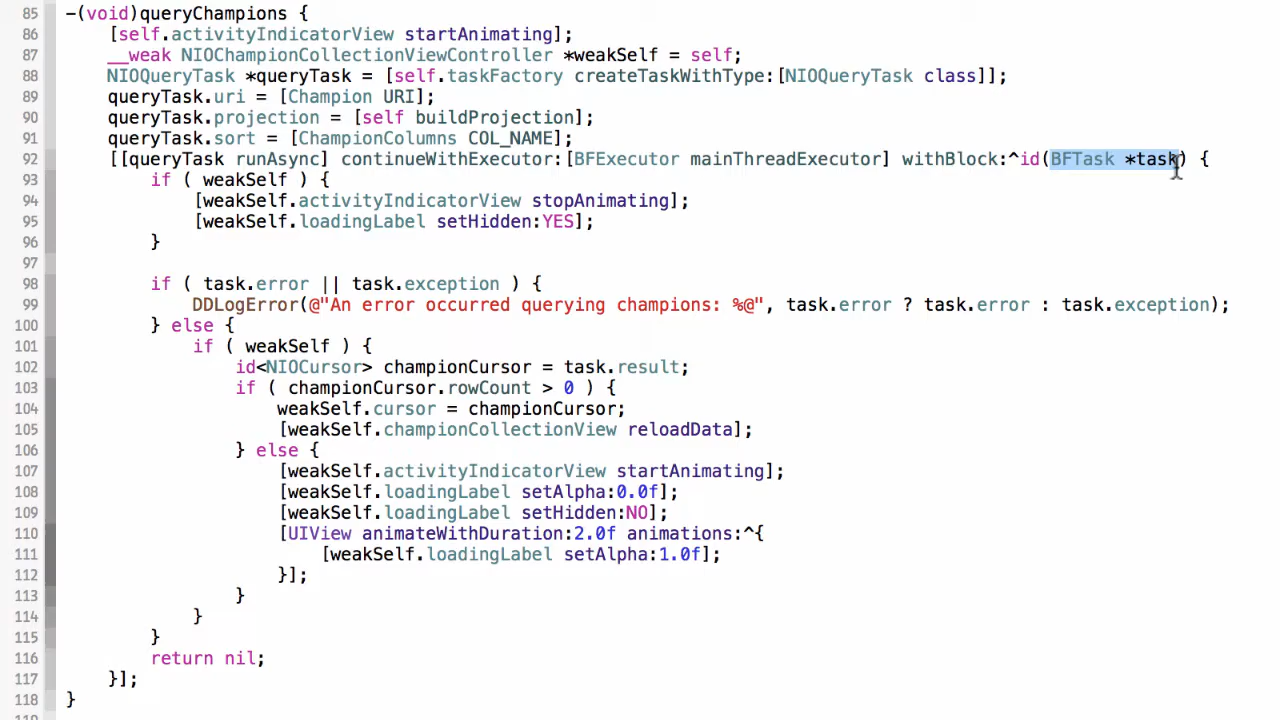 85 -(void)queryChampions {
86 [self.activityIndicatorView startAnimating];
87 __weak NIOChampionCollectionViewController *weakSelf = self;
88 NIOQueryTask *queryTask = [self.taskFactory createTaskWithType:[NIOQueryTask class]];
89 queryTask.uri = [Champion URI];
90 queryTask.projection = [self buildProjection];
91 queryTask.sort = [ChampionColumns COL_NAME];
92 [[queryTask runAsync] continueWithExecutor:[BFExecutor mainThreadExecutor] withBlock:^id(BFTask *task) {
93 if ( weakSelf ) {
94 [weakSelf.activityIndicatorView stopAnimating];
95 [weakSelf.loadingLabel setHidden:YES];
96 }
97
98 if ( task.error || task.exception ) {
99 DDLogError(@"An error occurred querying champions: %@", task.error ? task.error : task.exception);
100 } else {
101 if ( weakSelf ) {
102 id<NIOCursor> championCursor = task.result;
103 if ( championCursor.rowCount > 0 ) {
104 weakSelf.cursor = championCursor;
105 [weakSelf.championCollectionView reloadData];
106 } else {
107 [weakSelf.activityIndicatorView startAnimating];
108 [weakSelf.loadingLabel setAlpha:0.0f];
109 [weakSelf.loadingLabel setHidden:NO];
110 [UIView animateWithDuration:2.0f animations:^{
111 [weakSelf.loadingLabel setAlpha:1.0f];
112 }];
113 }
114 }
115 }
116 return nil;
117 }];
118 }